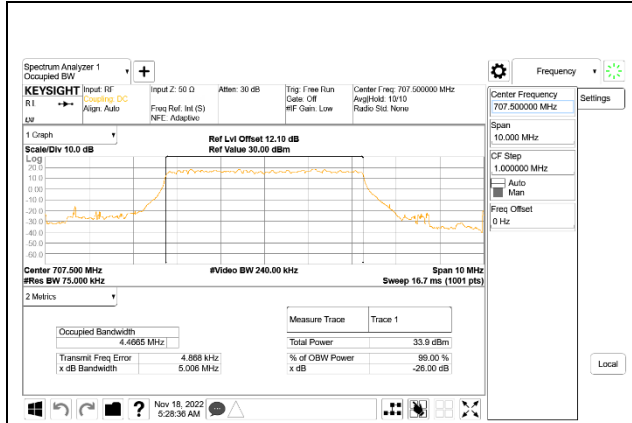 Spectrum Analyzer 1
Occupied BW
Frequency
KEYSIGHT
Input: RF
Coupling: DC
Align: Auto
Input Z: 50 Ω
Freq Ref: Int (S)
NFE: Adaptive
Atten: 30 dB
Trig: Free Run
Gate: Off
#IF Gain: Low
Center Freq: 707.500000 MHz
Avg|Hold: 10/10
Radio Std: None
Center Frequency
707.500000 MHz
Settings
Span
10.000 MHz
CF Step
1.000000 MHz
Auto
Man
Freq Offset
0 Hz
1 Graph
Scale/Div 10.0 dB
Ref Lvl Offset 12.10 dB
Ref Value 30.00 dBm
Log
20.0
10.0
0.00
-10.0
-20.0
-30.0
-40.0
-50.0
-60.0
Center 707.500 MHz
#Video BW 240.00 kHz
Span 10 MHz
#Res BW 75.000 kHz
Sweep 16.7 ms (1001 pts)
2 Metrics
Measure Trace Trace 1
Occupied Bandwidth
4.4665 MHz
Total Power 33.9 dBm
Transmit Freq Error 4.868 kHz
% of OBW Power 99.00 %
x dB Bandwidth 5.006 MHz
x dB -26.00 dB
Local
Nov 18, 2022
5:28:36 AM